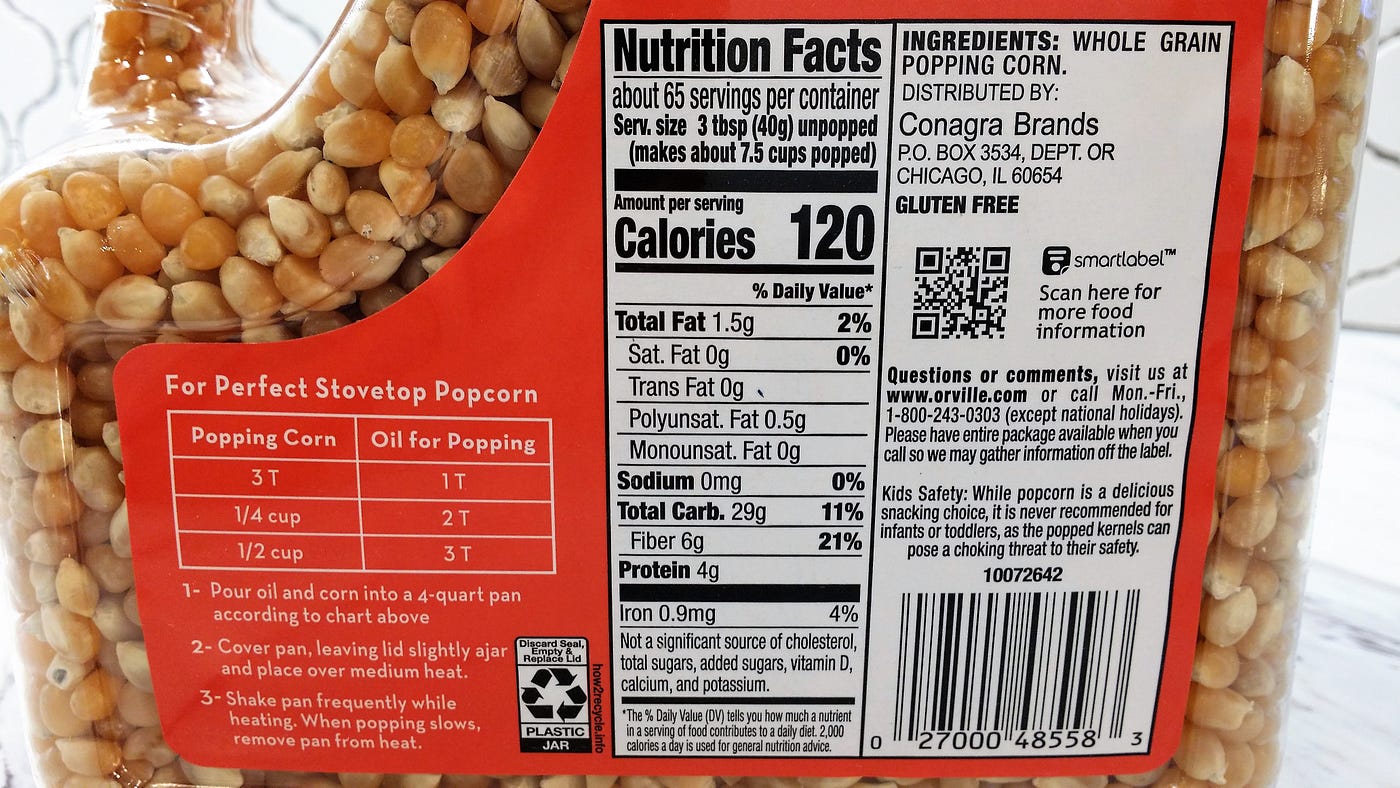 For Perfect Stovetop Popcorn
Popping Corn Oil for Popping
3 T 1 T
1/4 cup 2 T
1/2 cup 3 T
1- Pour oil and corn into a 4-quart pan
according to chart above
2- Cover pan, leaving lid slightly ajar
and place over medium heat.
3- Shake pan frequently while
heating. When popping slows,
remove pan from heat.
Discard Seal,
Empty &
Replace Lid
PLASTIC
JAR
how2recycle.info
Nutrition Facts
about 65 servings per container
Serv. size 3 tbsp (40g) unpopped
(makes about 7.5 cups popped)
Amount per serving
Calories 120
% Daily Value*
Total Fat 1.5g 2%
Sat. Fat 0g 0%
Trans Fat 0g
Polyunsat. Fat 0.5g
Monounsat. Fat 0g
Sodium 0mg 0%
Total Carb. 29g 11%
Fiber 6g 21%
Protein 4g
Iron 0.9mg 4%
Not a significant source of cholesterol,
total sugars, added sugars, vitamin D,
calcium, and potassium.
*The % Daily Value (DV) tells you how much a nutrient
in a serving of food contributes to a daily diet. 2,000
calories a day is used for general nutrition advice.
INGREDIENTS: WHOLE GRAIN
POPPING CORN.
DISTRIBUTED BY:
Conagra Brands
P.O. BOX 3534, DEPT. OR
CHICAGO, IL 60654
GLUTEN FREE
smartlabel™
Scan here for
more food
information
Questions or comments, visit us at
www.orville.com or call Mon.-Fri.,
1-800-243-0303 (except national holidays).
Please have entire package available when you
call so we may gather information off the label.
Kids Safety: While popcorn is a delicious
snacking choice, it is never recommended for
infants or toddlers, as the popped kernels can
pose a choking threat to their safety.
10072642
0 27000 48558 3